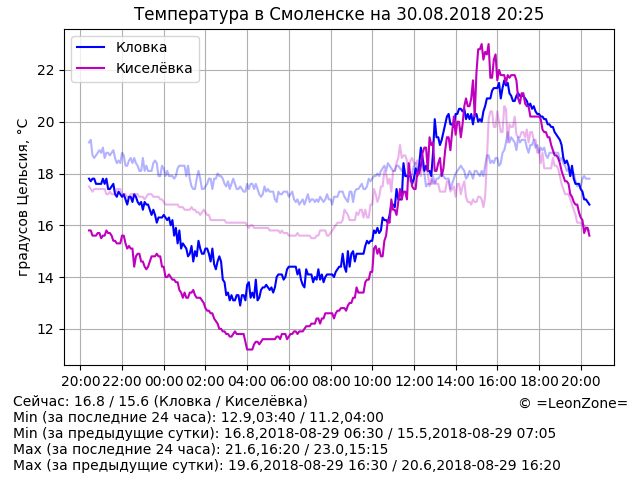 Температура в Смоленске на 30.08.2018 20:25
Кловка
Киселёвка
градусов Цельсия, °C
22
20
18
16
14
12
20:00 22:00 00:00 02:00 04:00 06:00 08:00 10:00 12:00 14:00 16:00 18:00 20:00
Сейчас: 16.8 / 15.6 (Кловка / Киселёвка)
© =LeonZone=
Min (за последние 24 часа): 12.9,03:40 / 11.2,04:00
Min (за предыдущие сутки): 16.8,2018-08-29 06:30 / 15.5,2018-08-29 07:05
Max (за последние 24 часа): 21.6,16:20 / 23.0,15:15
Max (за предыдущие сутки): 19.6,2018-08-29 16:30 / 20.6,2018-08-29 16:20